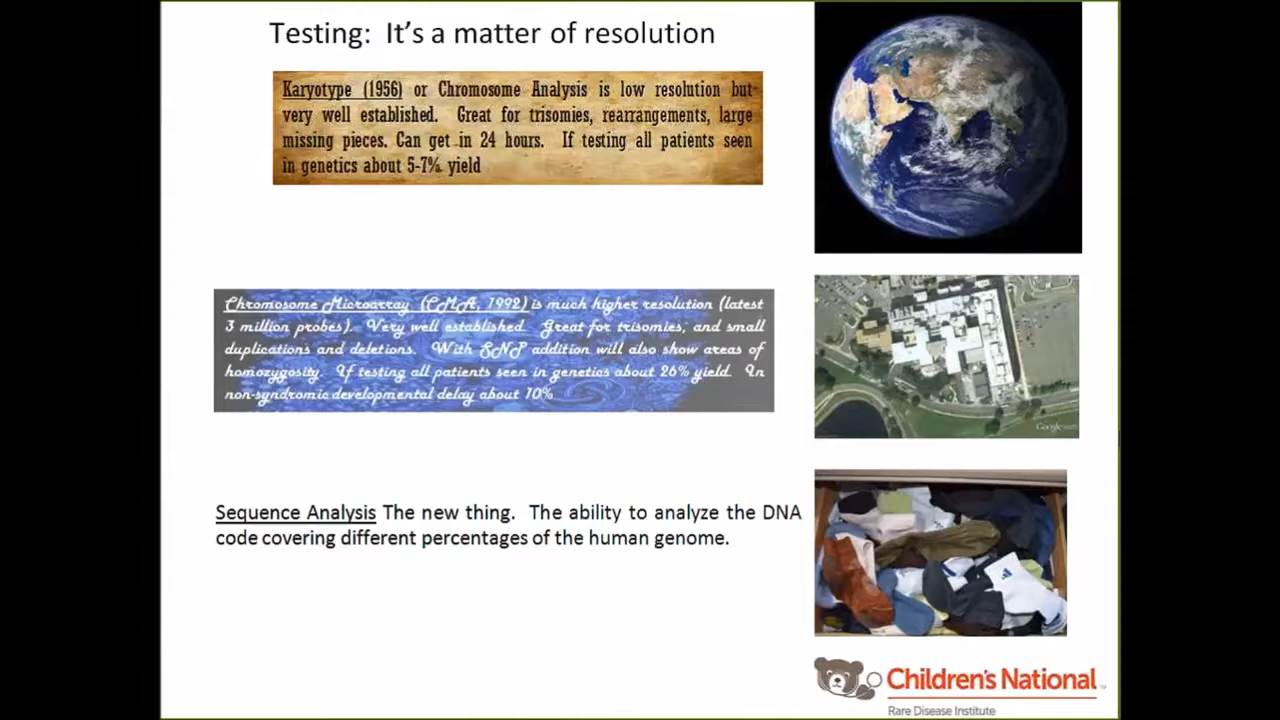 Testing: It's a matter of resolution
Karyotype (1956) or Chromosome Analysis is low resolution but
very well established. Great for trisomies, rearrangements, large
missing pieces. Can get in 24 hours. If testing all patients seen
in genetics about 5-7% yield
Chromosome Microarray (CMA, 1992) is much higher resolution (latest
3 million probes). Very well established. Great for trisomies, and small
duplications and deletions. With SNP addition will also show areas of
homozygosity. If testing all patients seen in genetics about 26% yield. In
non-syndromic developmental delay about 10%
Google
Sequence Analysis The new thing. The ability to analyze the DNA
code covering different percentages of the human genome.
Children's National
Rare Disease Institute